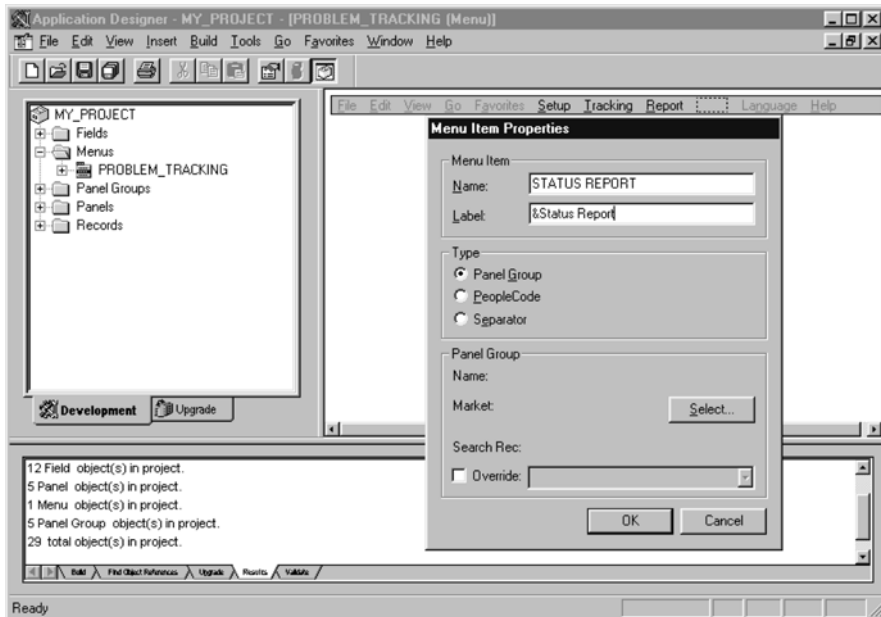 Application Designer - MY_PROJECT - [PROBLEM_TRACKING (Menu)]
File Edit View Insert Build Tools Go Favorites Window Help
MY_PROJECT
Fields
Menus
PROBLEM_TRACKING
Panel Groups
Panels
Records
Development Upgrade
File Edit View Go Favorites Setup Tracking Report Language Help
Menu Item Properties
Menu Item
Name: STATUS REPORT
Label: &Status Report
Type
Panel Group
PeopleCode
Separator
Panel Group
Name:
Market:
Select...
Search Rec:
Override:
OK Cancel
12 Field object(s) in project.
5 Panel object(s) in project.
1 Menu object(s) in project.
5 Panel Group object(s) in project.
29 total object(s) in project.
Build Find Object References Upgrade Results Validate
Ready